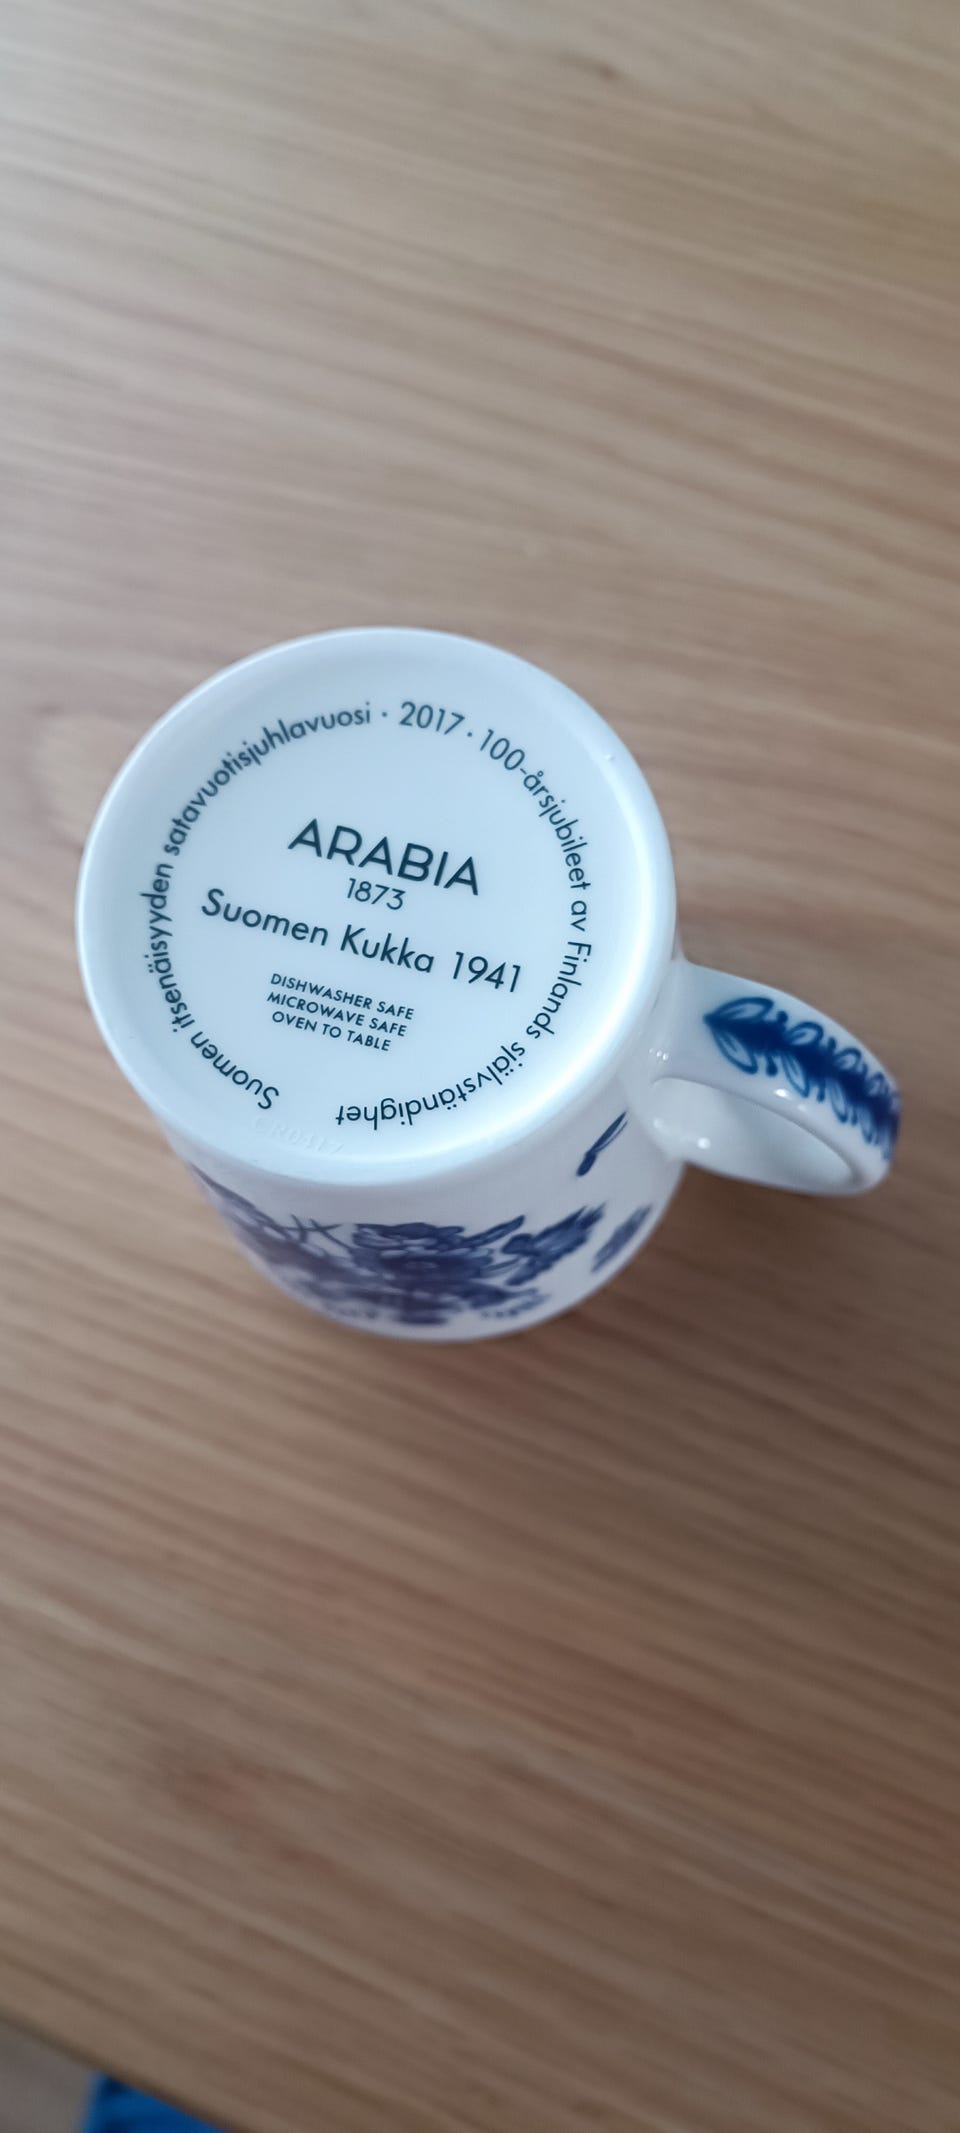 Suomen itsenäisyyden satavuotisjuhlavuosi · 2017 · 100-årsjubileet av Finlands självständighet
ARABIA
1873
Suomen Kukka 1941
DISHWASHER SAFE
MICROWAVE SAFE
OVEN TO TABLE